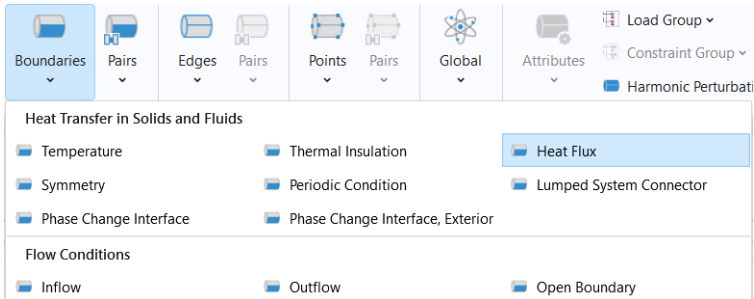 Boundaries Pairs Edges Pairs Points Pairs Global Attributes Load Group
Constraint Group
Harmonic Perturbati
Heat Transfer in Solids and Fluids
Temperature Thermal Insulation Heat Flux
Symmetry Periodic Condition Lumped System Connector
Phase Change Interface Phase Change Interface, Exterior
Flow Conditions
Inflow Outflow Open Boundary